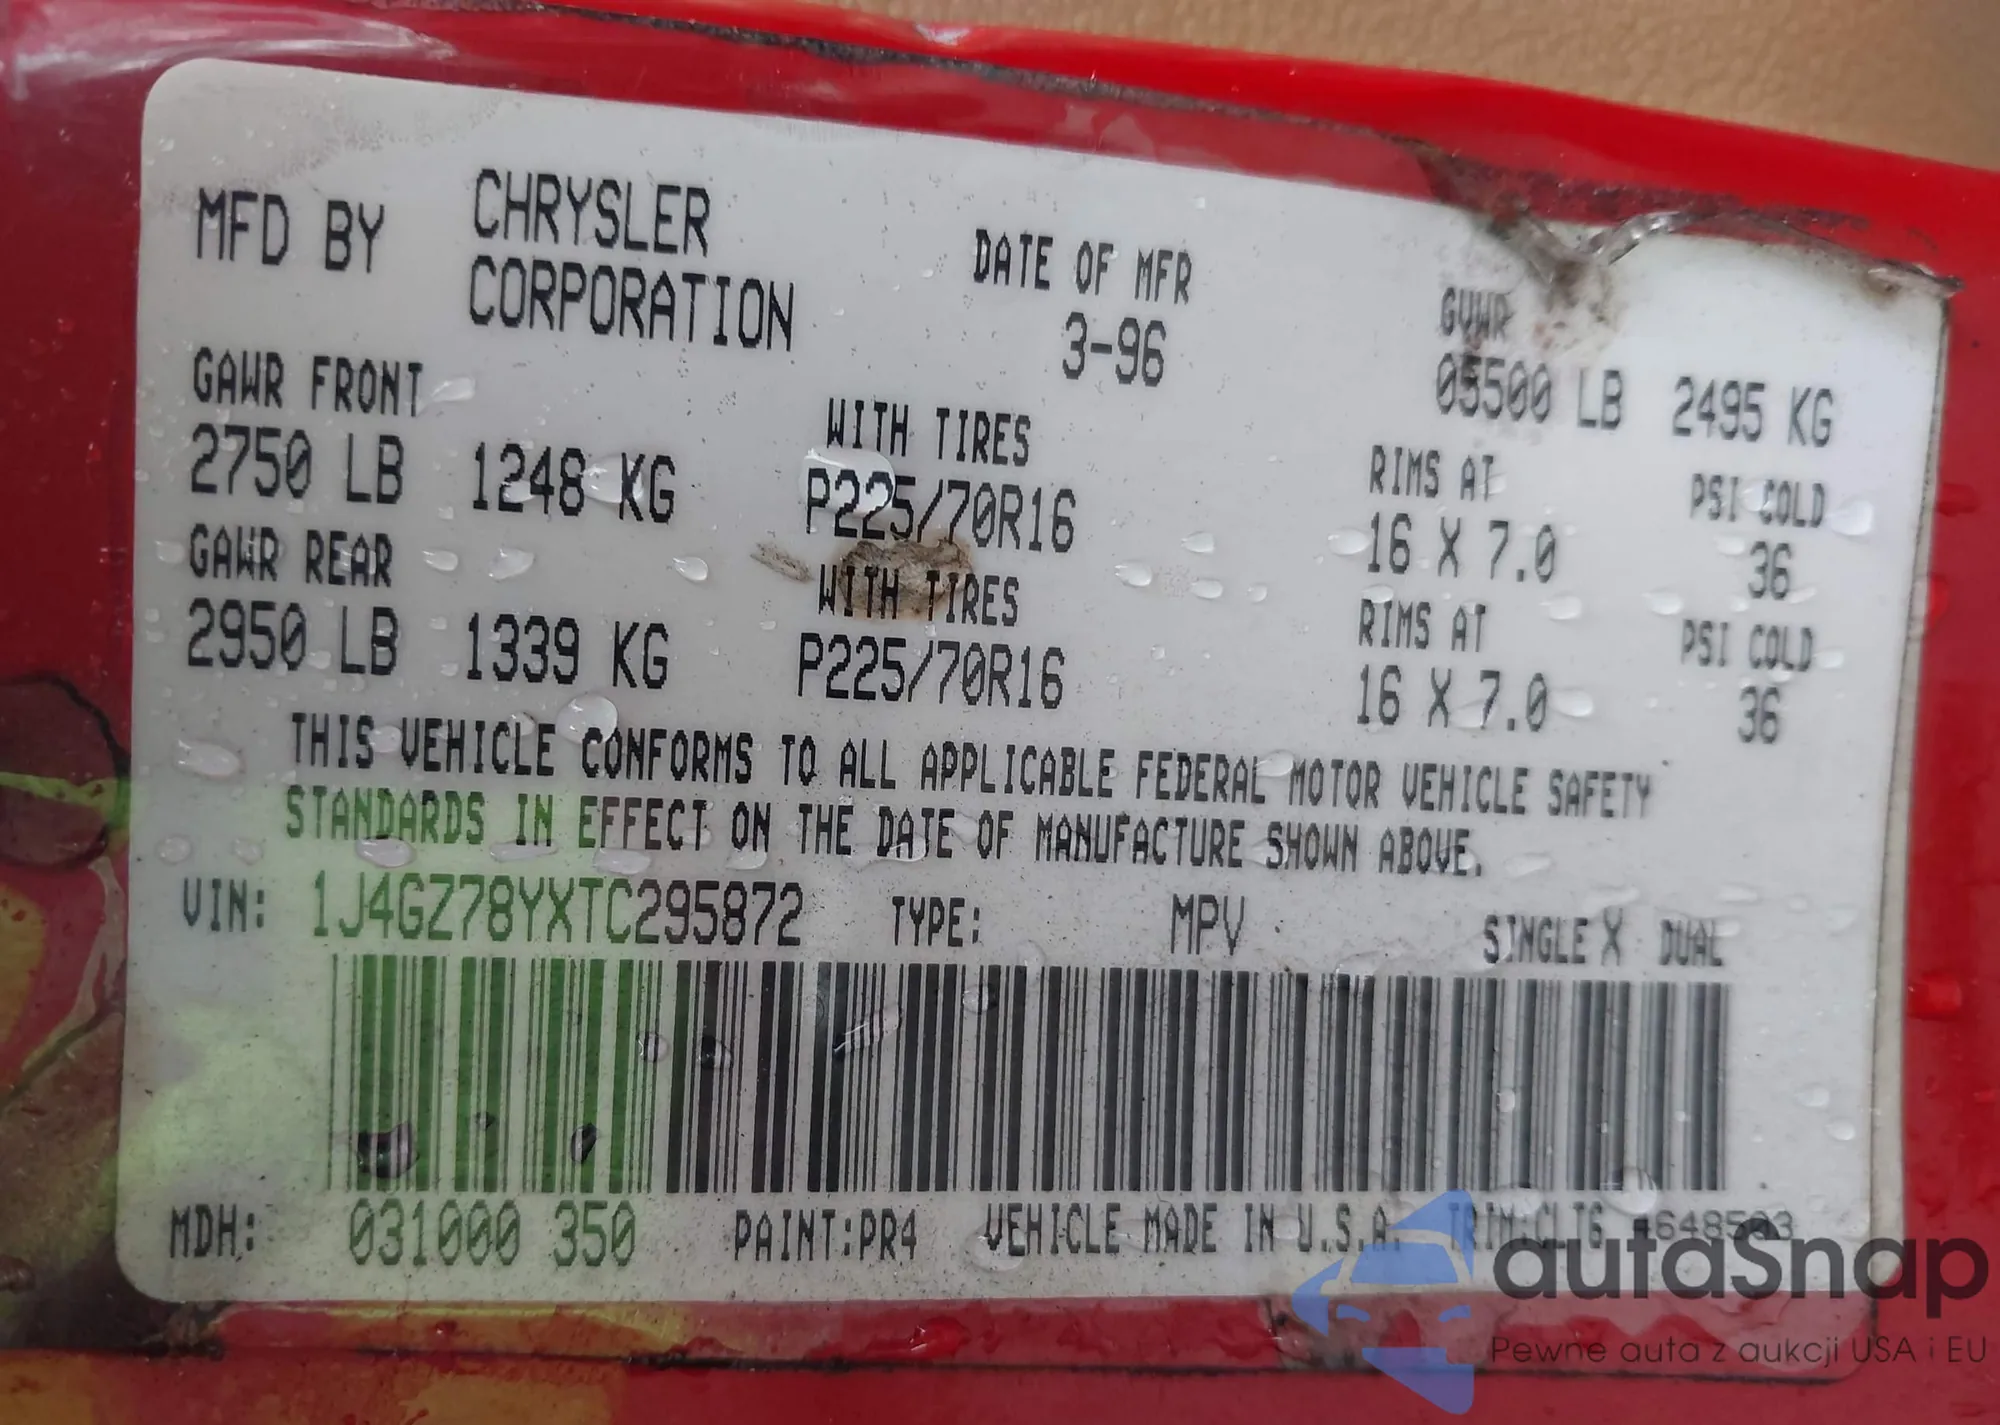 MFD BY CHRYSLER CORPORATION
DATE OF MFR 3-96
GVWR 05500 LB 2495 KG
GAWR FRONT WITH TIRES RIMS AT PSI COLD
2750 LB 1248 KG P225/70R16 16 X 7.0 36
GAWR REAR WITH TIRES RIMS AT PSI COLD
2950 LB 1339 KG P225/70R16 16 X 7.0 36
THIS VEHICLE CONFORMS TO ALL APPLICABLE FEDERAL MOTOR VEHICLE SAFETY
STANDARDS IN EFFECT ON THE DATE OF MANUFACTURE SHOWN ABOVE.
VIN: 1J4GZ78YXTC295872 TYPE: MPV SINGLE X DUAL
MDH: 031000 350 PAINT:PR4 VEHICLE MADE IN U.S.A.
autaSnap
Pewne auta z aukcji USA i EU